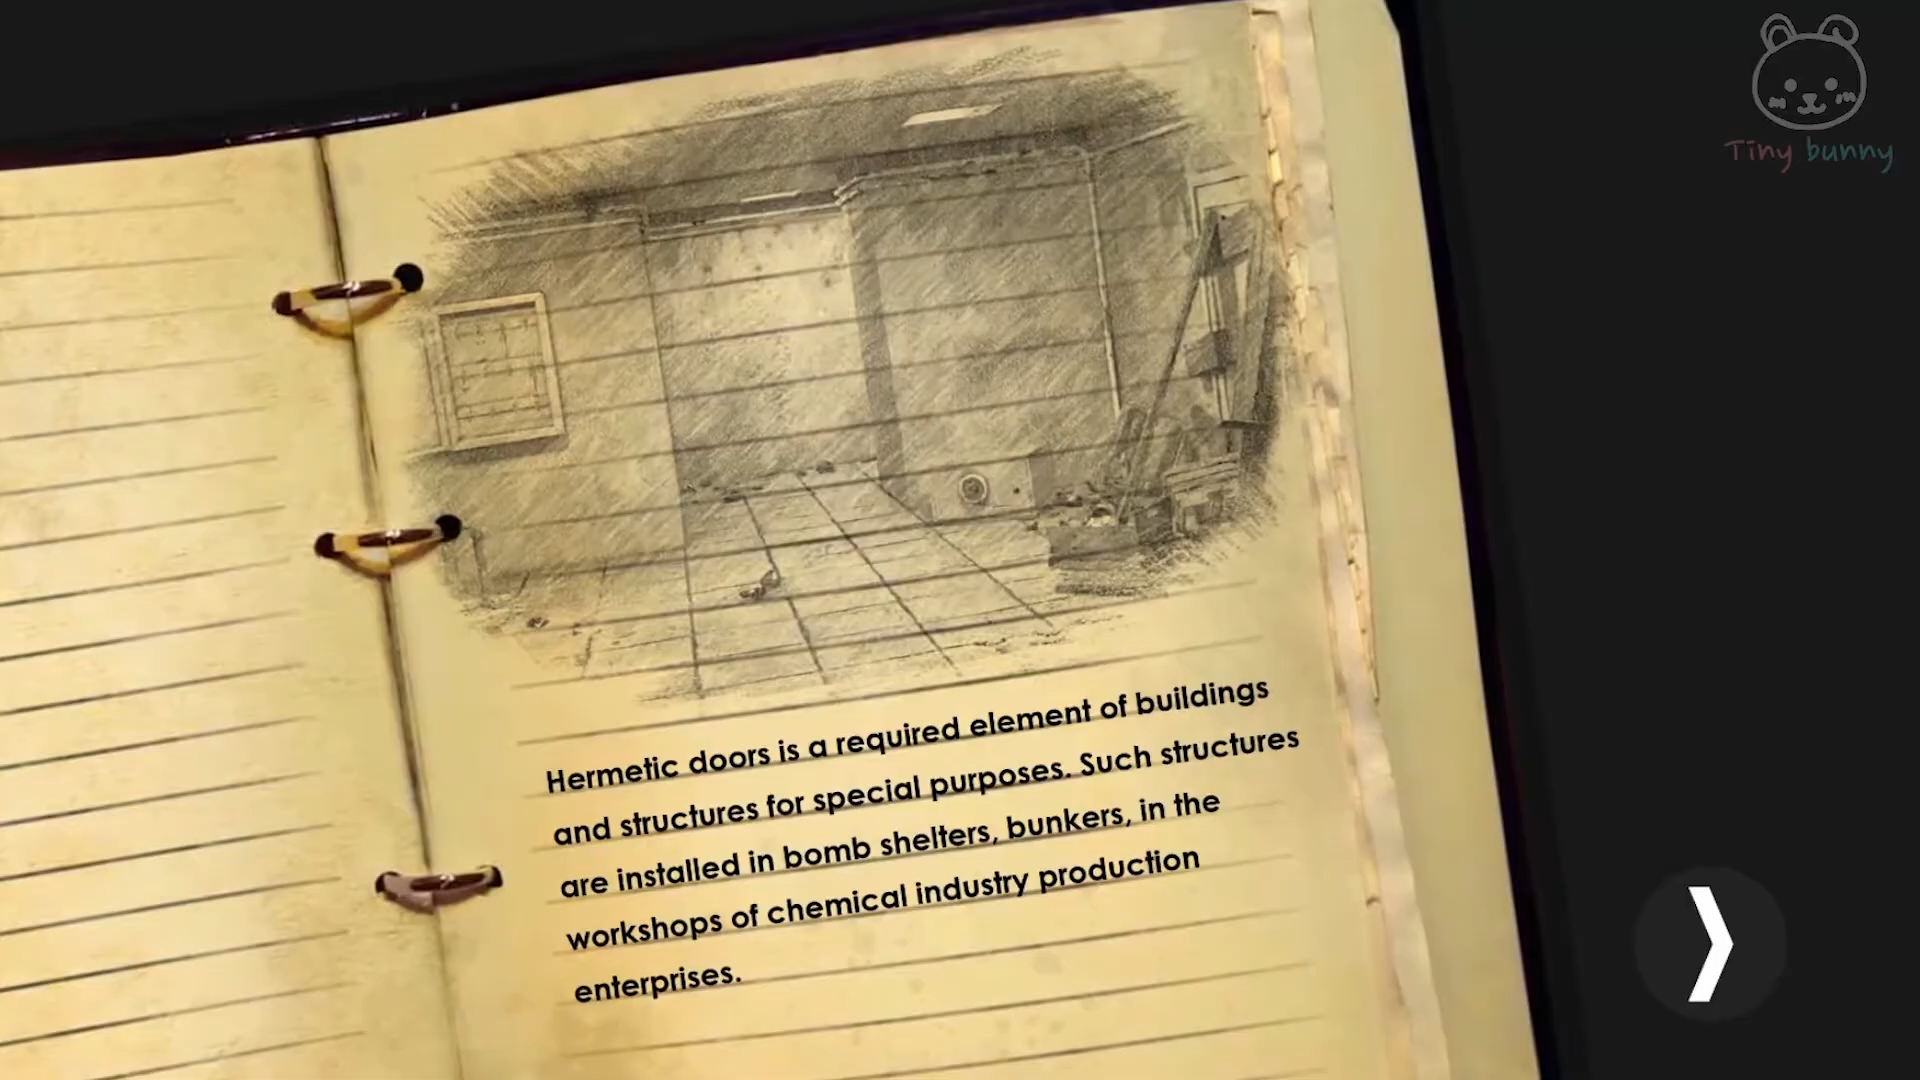 Tiny bunny
Hermetic doors is a required element of buildings
and structures for special purposes. Such structures
are installed in bomb shelters, bunkers, in the
workshops of chemical industry production
enterprises.